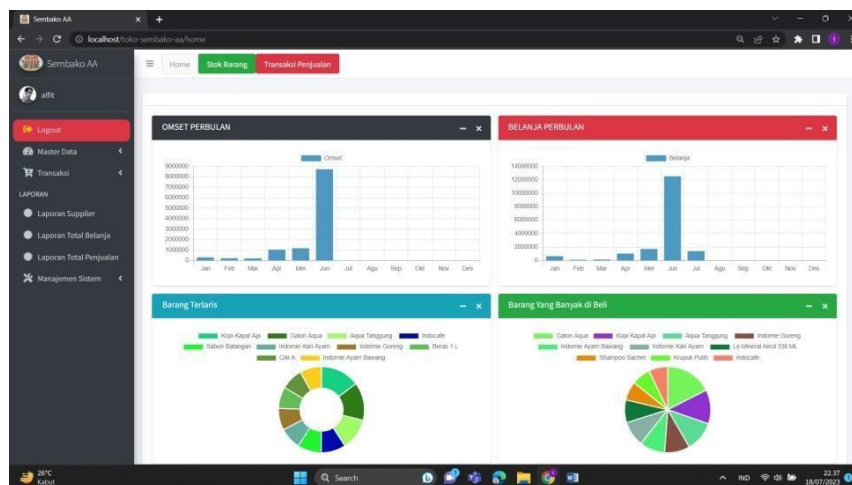 Sembako AA
localhost/toko-sembako-aa/home
Sembako AA
Home Stok Barang Transaksi Penjualan
alfit
Logout
Master Data
Transaksi
LAPORAN
Laporan Supplier
Laporan Total Belanja
Laporan Total Penjualan
Manajemen Sistem
OMSET PERBULAN
Omset
9000000
8000000
7000000
6000000
5000000
4000000
3000000
2000000
1000000
0
Jan Feb Mar Apr Mei Jun Jul Agu Sep Okt Nov Des
BELANJA PERBULAN
Belanja
14000000
12000000
10000000
8000000
6000000
4000000
2000000
0
Jan Feb Mar Apr Mei Jun Jul Agu Sep Okt Nov Des
Barang Terlaris
Kopi Kapal Api Galon Aqua Aqua Tanggung Indocafe
Sabun Batangan Indomie Kari Ayam Indomie Goreng Beras 1 L
Ciki A Indomie Ayam Bawang
Barang Yang Banyak di Beli
Galon Aqua Kopi Kapal Api Aqua Tanggung Indomie Goreng
Indomie Ayam Bawang Indomie Kari Ayam Le Mineral Kecil 330 ML
Shampoo Sachet Krupuk Putih Indocafe
26°C
Kabut
Search
IND
22.37
18/07/2023